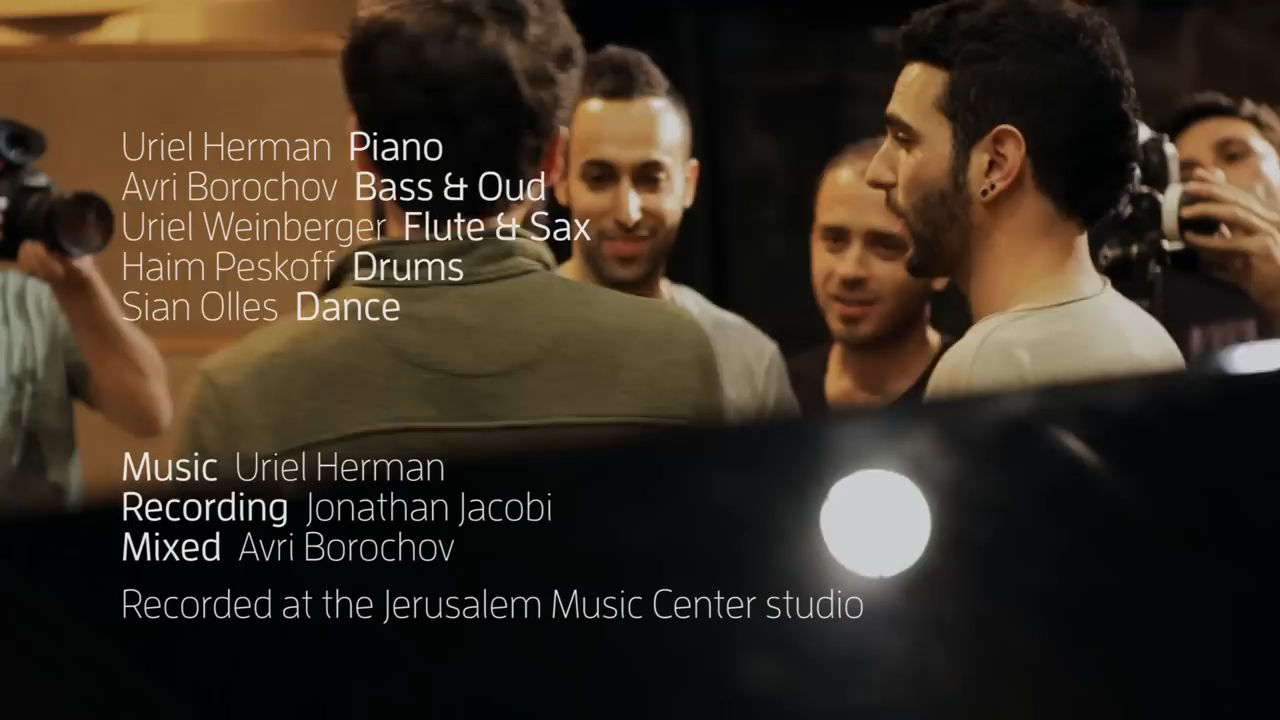 Uriel Herman Piano
Avri Borochov Bass & Oud
Uriel Weinberger Flute & Sax
Haim Peskoff Drums
Sian Olles Dance
Music Uriel Herman
Recording Jonathan Jacobi
Mixed Avri Borochov
Recorded at the Jerusalem Music Center studio